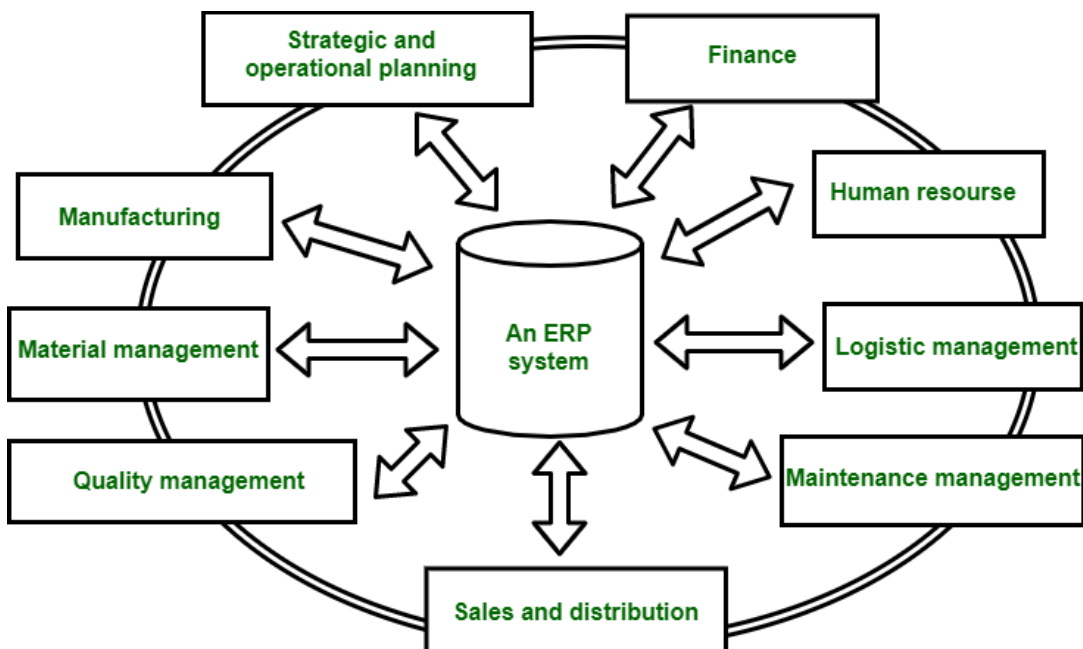 Strategic and
operational planning
Finance
Manufacturing
Human resourse
Material management
An ERP
system
Logistic management
Quality management
Maintenance management
Sales and distribution